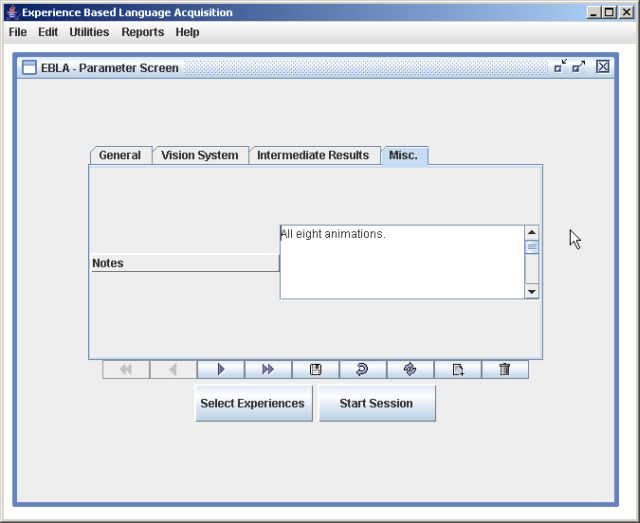 Experience Based Language Acquisition
File Edit Utilities Reports Help
EBLA - Parameter Screen
General Vision System Intermediate Results Misc.
All eight animations.
Notes
Select Experiences Start Session